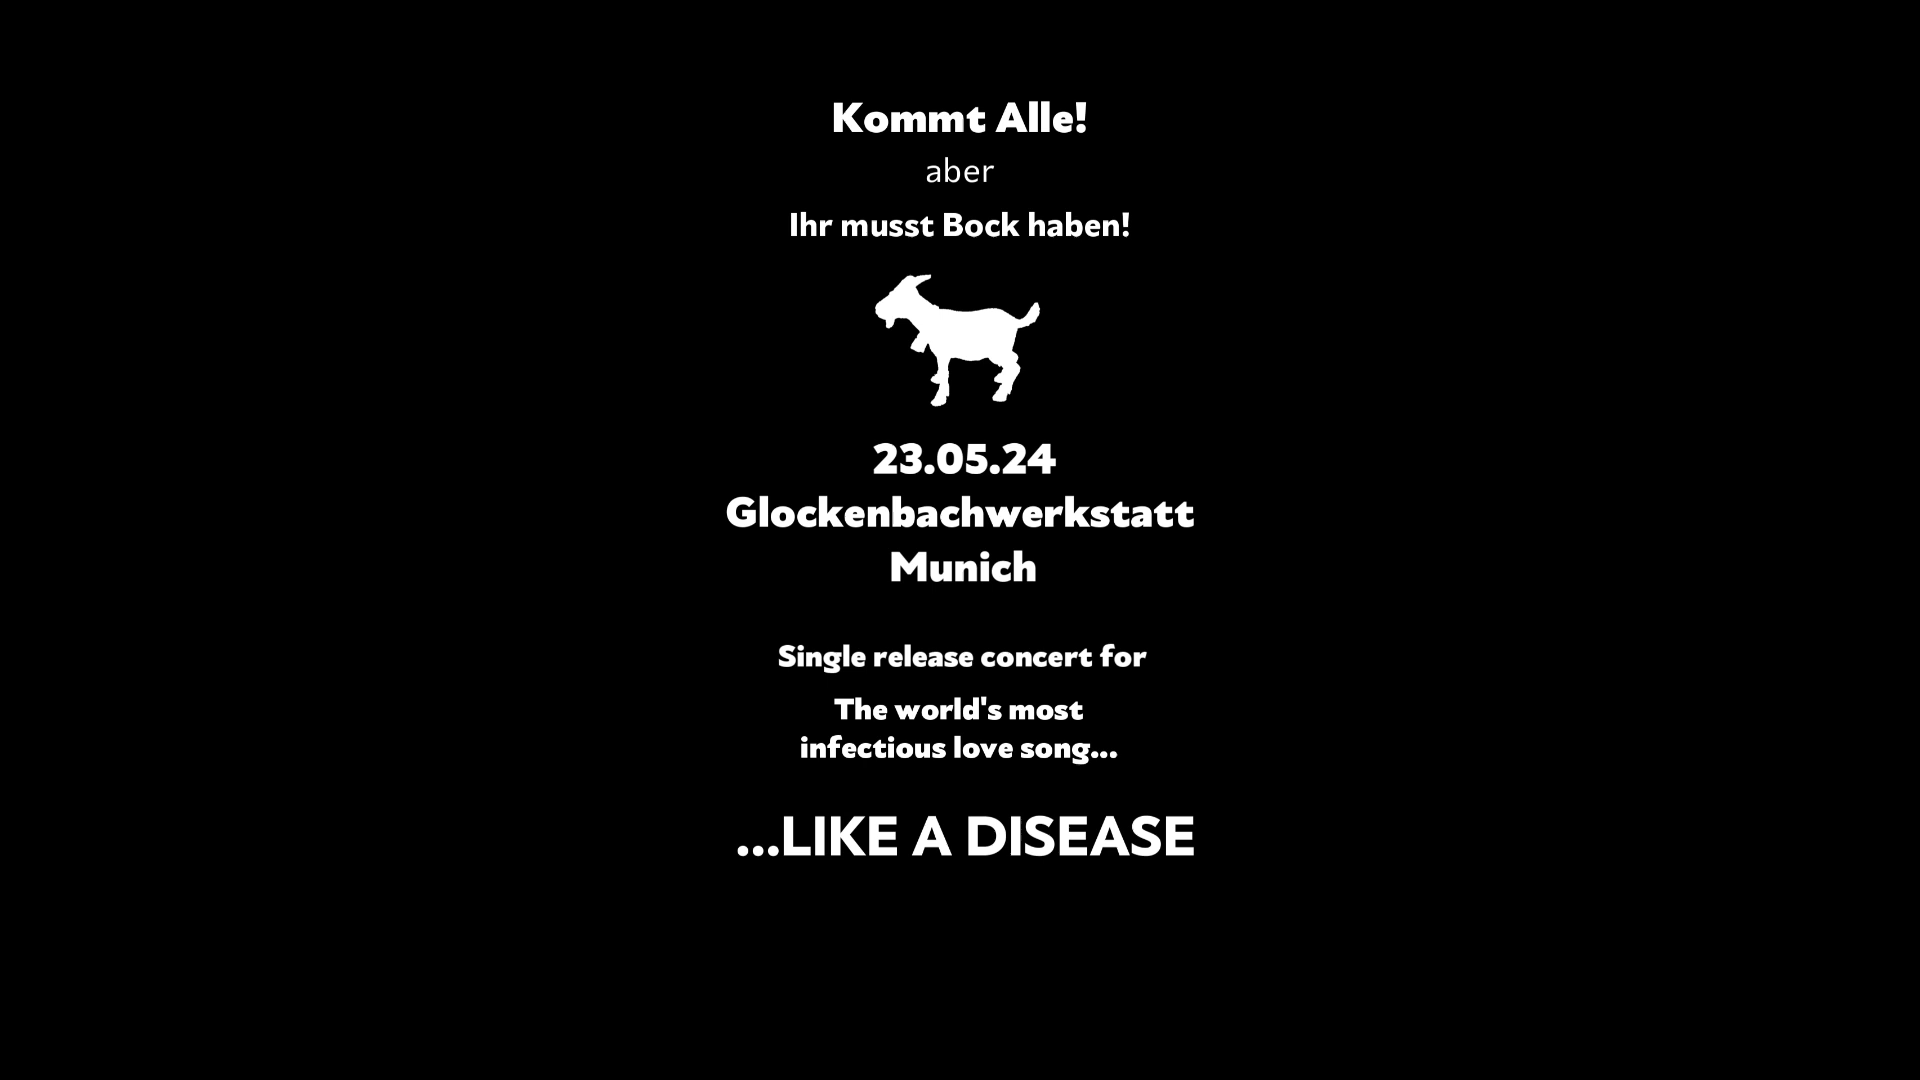 Kommt Alle!
aber
Ihr musst Bock haben!
23.05.24
Glockenbachwerkstatt
Munich
Single release concert for
The world's most
infectious love song...
...LIKE A DISEASE